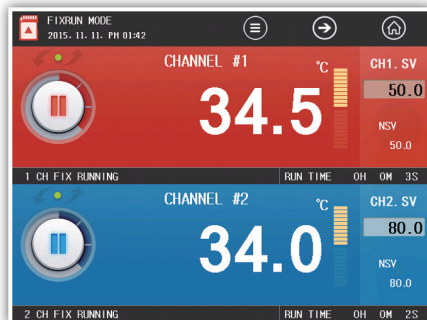 FIXRUN MODE
2015. 11. 11. PM 01:42
CHANNEL #1
°C
34.5
CH1. SV
50.0
NSV
50.0
1 CH FIX RUNNING
RUN TIME 0H 0M 3S
CHANNEL #2
°C
34.0
CH2. SV
80.0
NSV
80.0
2 CH FIX RUNNING
RUN TIME 0H 0M 2S